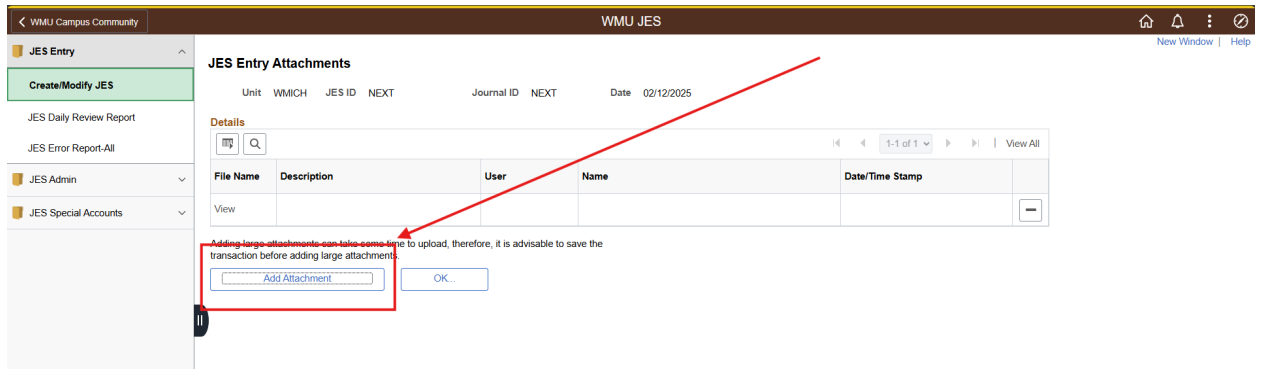 WMU Campus Community
WMU JES
New Window | Help
JES Entry
Create/Modify JES
JES Daily Review Report
JES Error Report-All
JES Admin
JES Special Accounts
JES Entry Attachments
Unit WMICH JES ID NEXT Journal ID NEXT Date 02/12/2025
Details
1-1 of 1 | View All
File Name Description User Name Date/Time Stamp
View
Adding large attachments can take some time to upload, therefore, it is advisable to save the
transaction before adding large attachments.
Add Attachment OK...